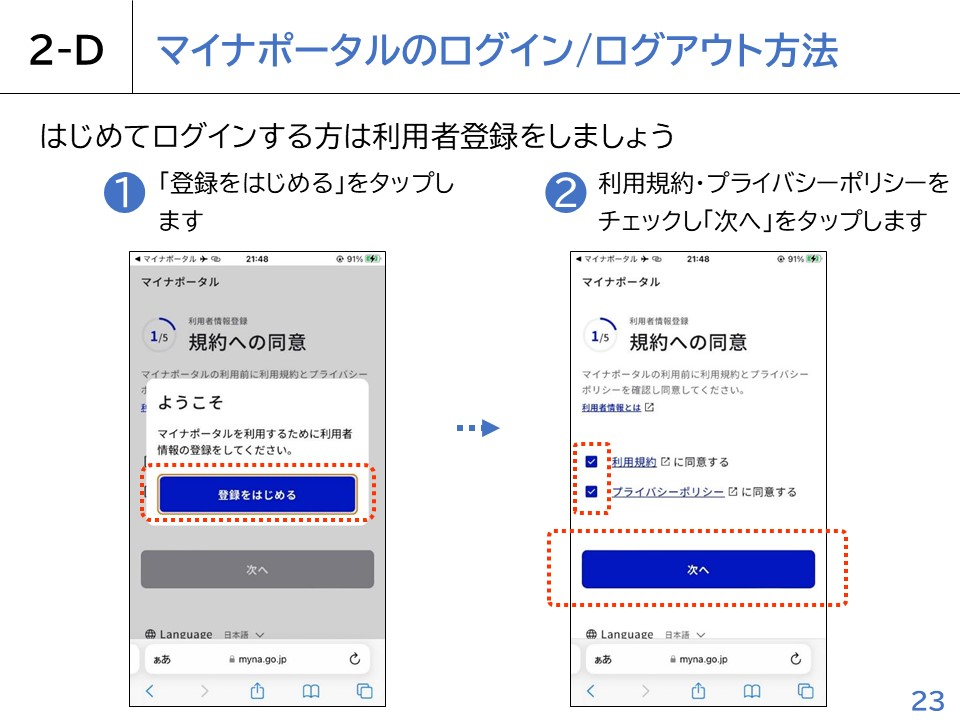 2-D
マイナポータルのログイン/ログアウト方法
はじめてログインする方は利用者登録をしましょう
1
「登録をはじめる」をタップし
ます
2
利用規約・プライバシーポリシーを
チェックし「次へ」をタップします
マイナポータル
21:48
91%
マイナポータル
1/5
利用者情報登録
規約への同意
マイナポータルの利用前に利用規約とプライバシー
ポ
利
ようこそ
マイナポータルを利用するために利用者
情報の登録をしてください。
登録をはじめる
次へ
Language 日本語
ぁあ
myna.go.jp
マイナポータル
21:48
91%
マイナポータル
1/5
利用者情報登録
規約への同意
マイナポータルの利用前に利用規約とプライバシー
ポリシーを確認し同意してください。
利用者情報とは
利用規約 に同意する
プライバシーポリシー に同意する
次へ
Language 日本語
ぁあ
myna.go.jp
23